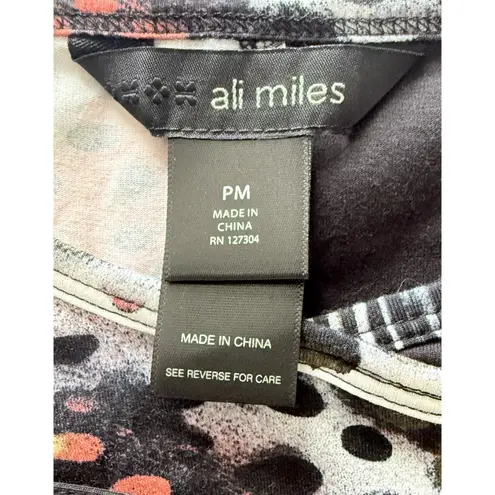 ali miles
PM
MADE IN
CHINA
RN 127304
MADE IN CHINA
SEE REVERSE FOR CARE